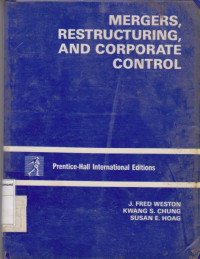 MERGERS,
RESTRUCTURING,
AND CORPORATE
CONTROL
Prentice-Hall International Editions
J. FRED WESTON
KWANG S. CHUNG
SUSAN E. HOAG